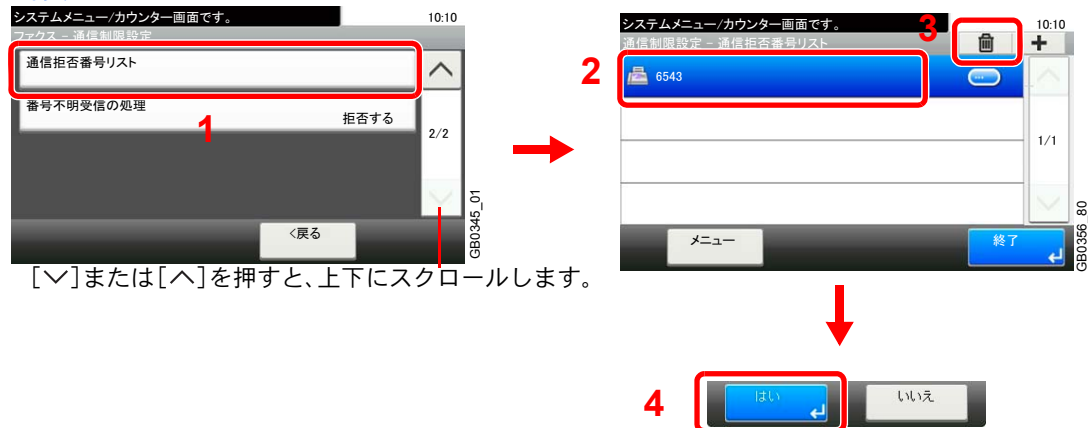 システムメニュー/カウンター画面です。
10:10
ファクス - 通信制限設定
通信拒否番号リスト
番号不明受信の処理
拒否する
1
2/2
<戻る
GB0345_01
[∨]または[∧]を押すと、上下にスクロールします。
システムメニュー/カウンター画面です。
10:10
通信制限設定 - 通信拒否番号リスト
3
+
2
6543
...
1/1
メニュー
終了
GB0356_80
4
はい
いいえ